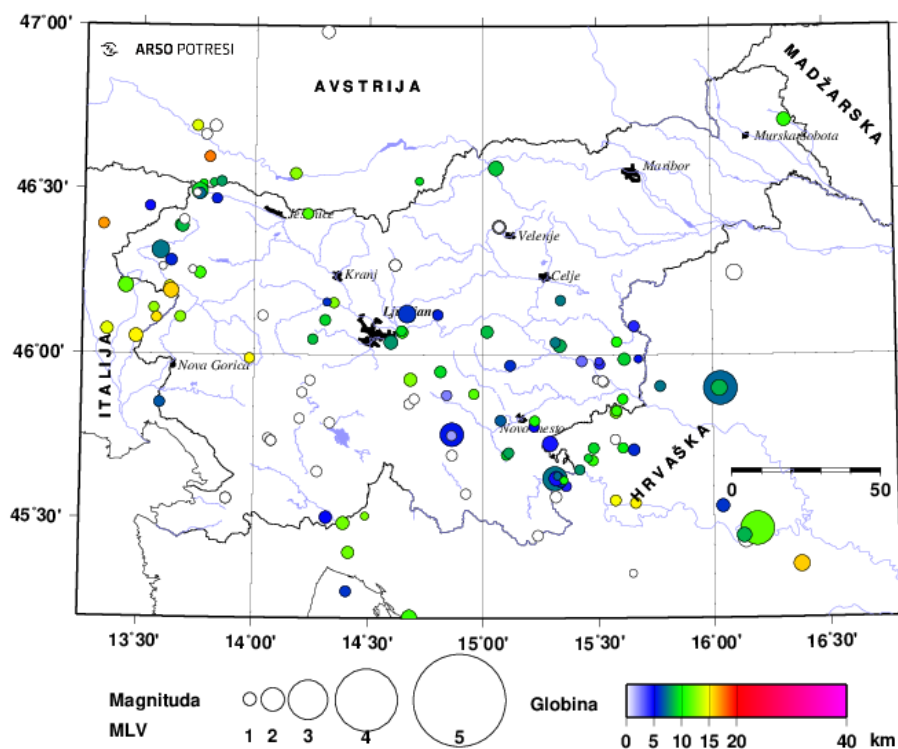 47°00'
ARSO POTRESI
AVSTRIJA
MADŽARSKA
Murska Sobota
Maribor
46°30'
Velenje
Kranj
Celje
46°00'
ITALIJA
Nova Gorica
Novo mesto
HRVAŠKA
0 50
45°30'
13°30' 14°00' 14°30' 15°00' 15°30' 16°00' 16°30'
Magnituda
MLV
1 2 3 4 5
Globina
0 5 10 15 20 40 km